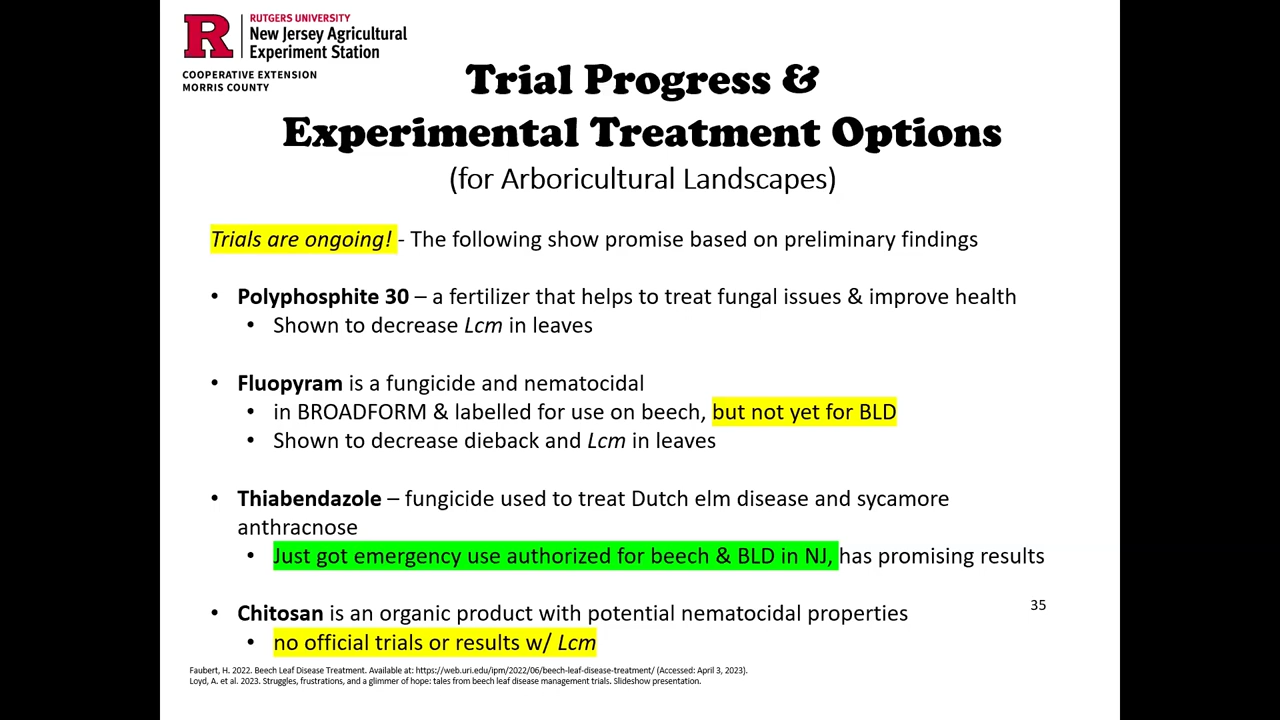 RUTGERS UNIVERSITY
New Jersey Agricultural
Experiment Station
COOPERATIVE EXTENSION
MORRIS COUNTY
Trial Progress &
Experimental Treatment Options
(for Arboricultural Landscapes)
Trials are ongoing! - The following show promise based on preliminary findings
• Polyphosphite 30 – a fertilizer that helps to treat fungal issues & improve health
• Shown to decrease Lcm in leaves
• Fluopyram is a fungicide and nematocidal
• in BROADFORM & labelled for use on beech, but not yet for BLD
• Shown to decrease dieback and Lcm in leaves
• Thiabendazole – fungicide used to treat Dutch elm disease and sycamore
anthracnose
• Just got emergency use authorized for beech & BLD in NJ, has promising results
• Chitosan is an organic product with potential nematocidal properties
• no official trials or results w/ Lcm
35
Faubert, H. 2022. Beech Leaf Disease Treatment. Available at: https://web.uri.edu/ipm/2022/06/beech-leaf-disease-treatment/ (Accessed: April 3, 2023).
Loyd, A. et al. 2023. Struggles, frustrations, and a glimmer of hope: tales from beech leaf disease management trials. Slideshow presentation.